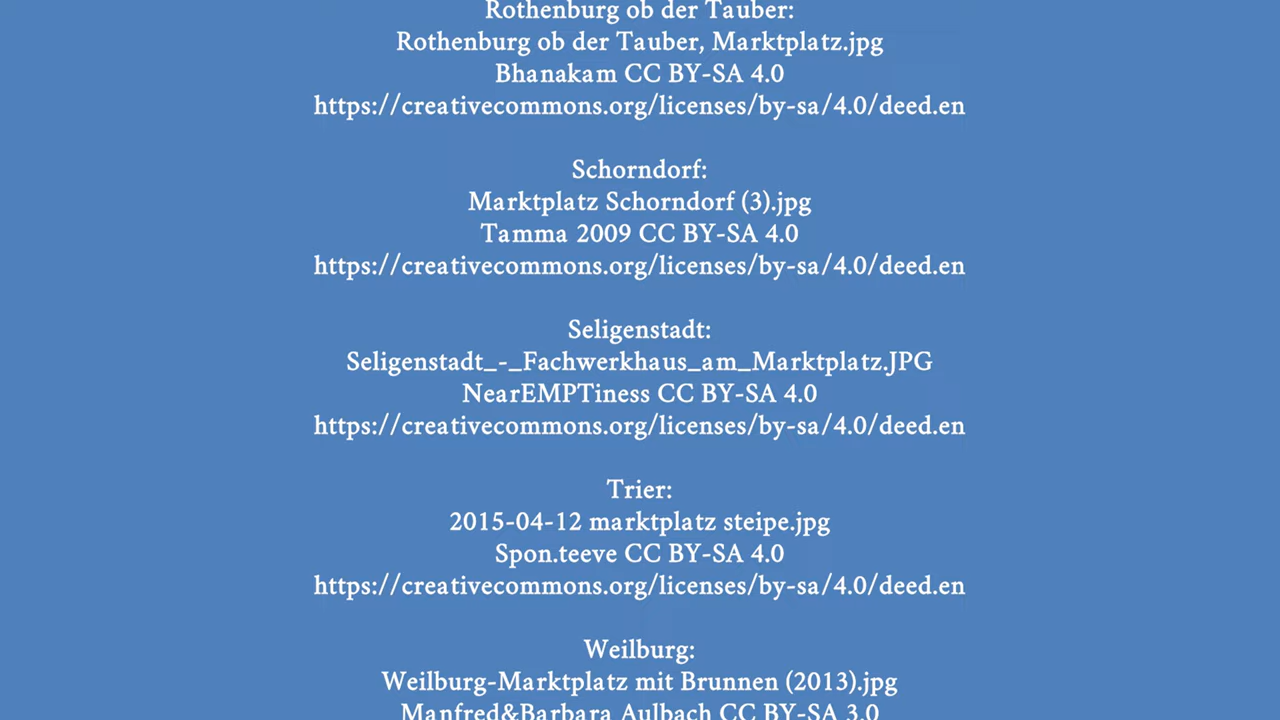 Rothenburg ob der Tauber:
Rothenburg ob der Tauber, Marktplatz.jpg
Bhanakam CC BY-SA 4.0
https://creativecommons.org/licenses/by-sa/4.0/deed.en
Schorndorf:
Marktplatz Schorndorf (3).jpg
Tamma 2009 CC BY-SA 4.0
https://creativecommons.org/licenses/by-sa/4.0/deed.en
Seligenstadt:
Seligenstadt_-_Fachwerkhaus_am_Marktplatz.JPG
NearEMPTiness CC BY-SA 4.0
https://creativecommons.org/licenses/by-sa/4.0/deed.en
Trier:
2015-04-12 marktplatz steipe.jpg
Spon.teeve CC BY-SA 4.0
https://creativecommons.org/licenses/by-sa/4.0/deed.en
Weilburg:
Weilburg-Marktplatz mit Brunnen (2013).jpg
Manfred&Barbara Aulbach CC BY-SA 3.0